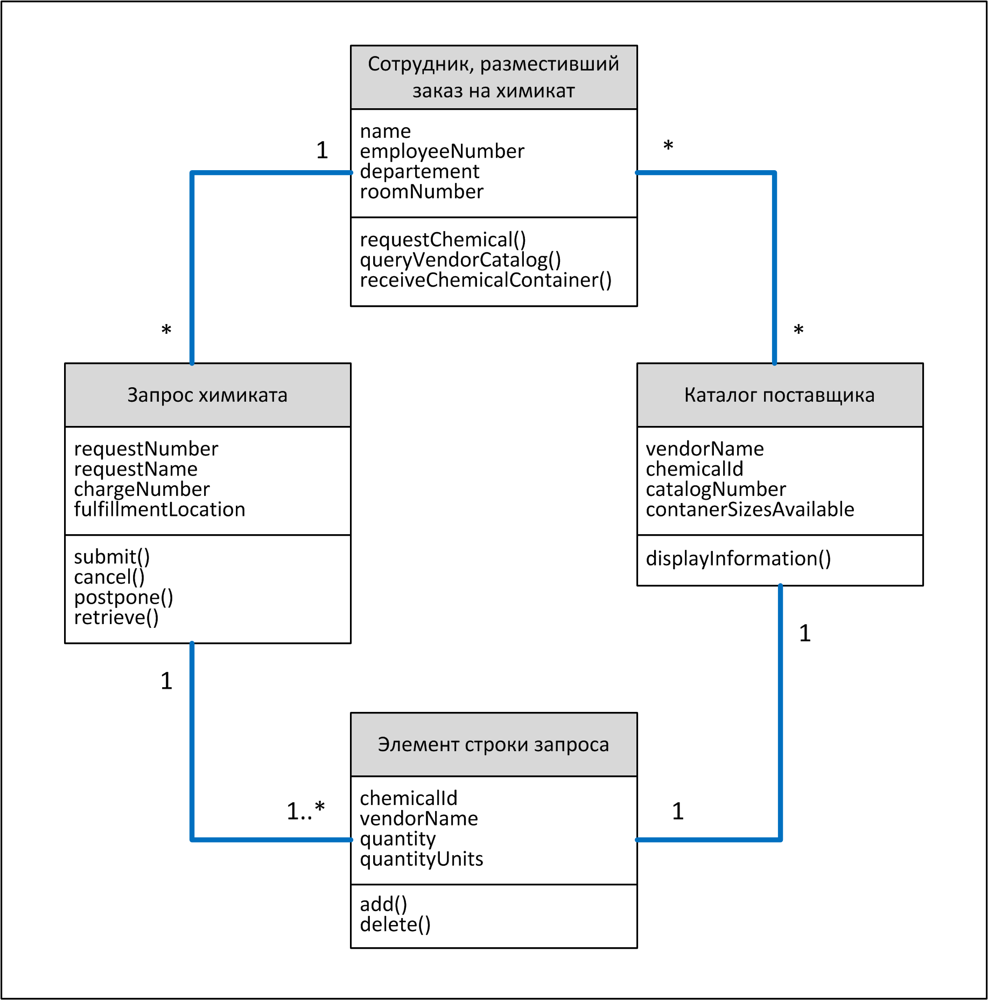 Сотрудник, разместивший
заказ на химикат
name
employeeNumber
departement
roomNumber
requestChemical()
queryVendorCatalog()
receiveChemicalContainer()
1
*
*
*
Запрос химиката
requestNumber
requestName
chargeNumber
fulfillmentLocation
submit()
cancel()
postpone()
retrieve()
Каталог поставщика
vendorName
chemicalId
catalogNumber
contanerSizesAvailable
displayInformation()
1
1
1..*
1
Элемент строки запроса
chemicalId
vendorName
quantity
quantityUnits
add()
delete()